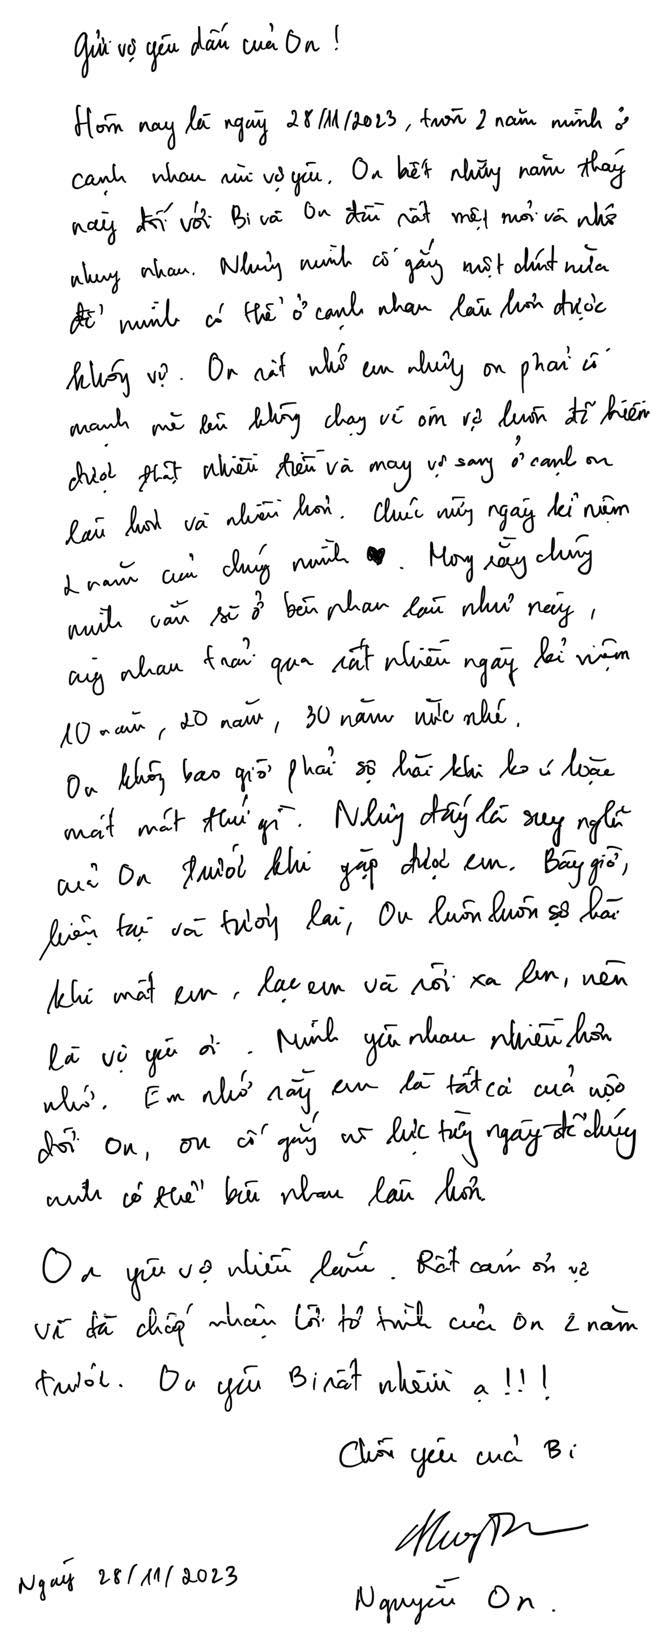 Gửi vợ yêu dấu của On !
Hôm nay là ngày 28/11/2023, tròn 2 năm mình ở
cạnh nhau rùi vợ yêu. On biết những năm tháng
này đối với Bi và On đều rất mệt mỏi và nhớ
nhung nhau. Nhưng mình cố gắng một chút nữa
để mình có thể ở cạnh nhau lâu hơn được
không vợ. On rất nhớ em nhưng on phải cố
mạnh mẽ lên không chạy về ôm vợ luôn để kiếm
được thật nhiều tiền và may vợ sang ở cạnh on
lâu hơn và nhiều hơn. Chúc mừng ngày kỉ niệm
2 năm của chúng mình ♥. Mong rằng chúng
mình vẫn sẽ ở bên nhau lâu như này,
cùng nhau trải qua rất nhiều ngày kỉ niệm
10 năm, 20 năm, 30 năm nữa nhé.
On không bao giờ phải sợ hãi khi ko có hoặc
mất mát thứ gì. Nhưng đấy là suy nghĩ
của On trước khi gặp được em. Bây giờ,
hiện tại và tương lai, On luôn luôn sợ hãi
khi mất em, lạc em và rời xa em, nên
là vợ yêu ơi. Mình yêu nhau nhiều hơn
nhớ. Em nhớ rằng em là tất cả của cuộc
đời On, on cố gắng nỗ lực từng ngày để chúng
mình có thể bên nhau lâu hơn
On yêu vợ nhiều lắm. Rất cảm ơn vợ
vì đã chấp nhận lời tỏ tình của On 2 năm
trước. On yêu Bi rất nhiều ạ !!!
Chồng yêu của Bi
Ngày 28/11/2023
Nguyễn On.